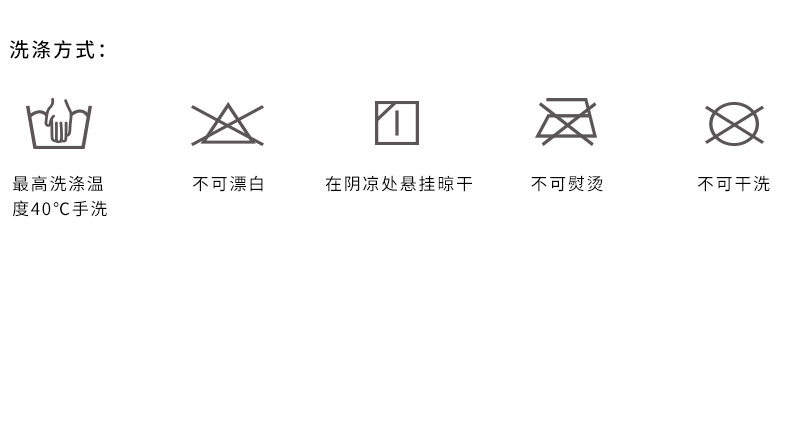 洗涤方式：
最高洗涤温
度40℃手洗
不可漂白
在阴凉处悬挂晾干
不可熨烫
不可干洗